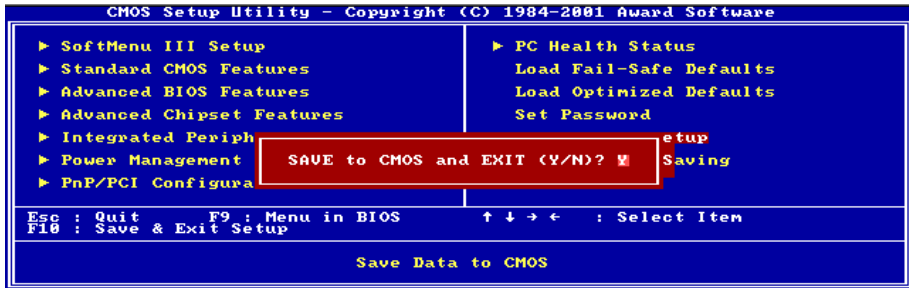 CMOS Setup Utility - Copyright (C) 1984-2001 Award Software
► SoftMenu III Setup
► Standard CMOS Features
► Advanced BIOS Features
► Advanced Chipset Features
► Integrated Periph
► Power Management
► PnP/PCI Configura
► PC Health Status
Load Fail-Safe Defaults
Load Optimized Defaults
Set Password
etup
Saving
SAVE to CMOS and EXIT (Y/N)? Y
Esc : Quit F9 : Menu in BIOS ↑ ↓ → ← : Select Item
F10 : Save & Exit Setup
Save Data to CMOS